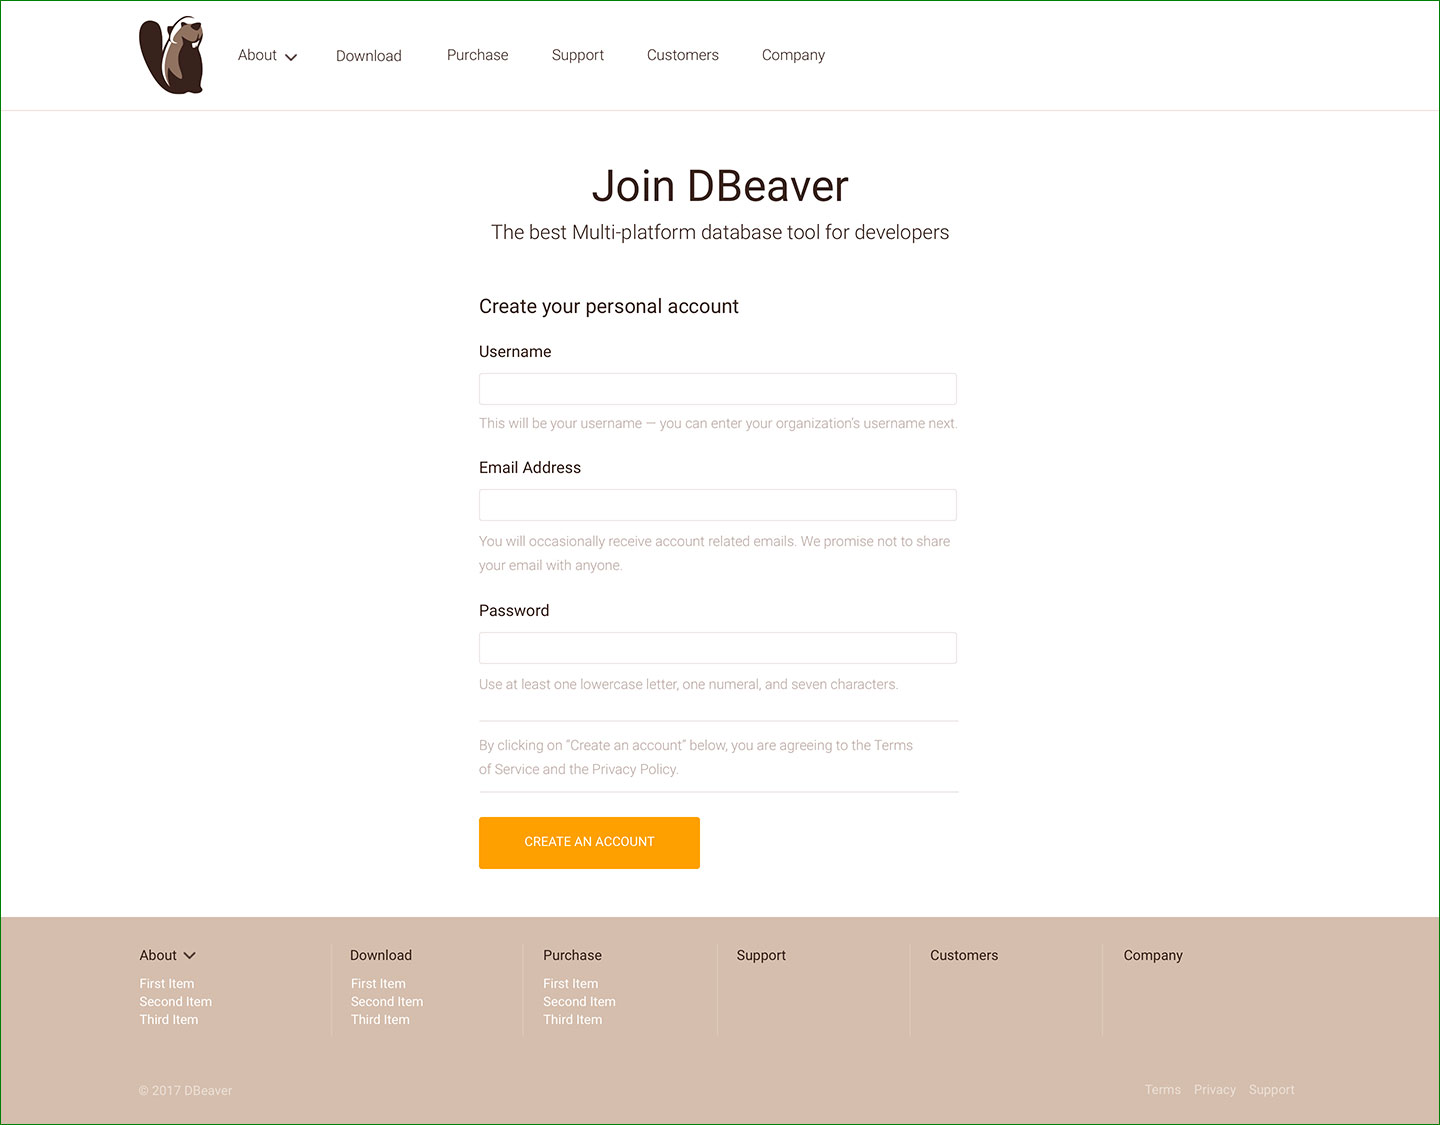 About
Download
Purchase
Support
Customers
Company
Join DBeaver
The best Multi-platform database tool for developers
Create your personal account
Username
This will be your username — you can enter your organization's username next.
Email Address
You will occasionally receive account related emails. We promise not to share
your email with anyone.
Password
Use at least one lowercase letter, one numeral, and seven characters.
By clicking on “Create an account” below, you are agreeing to the Terms
of Service and the Privacy Policy.
CREATE AN ACCOUNT
About
First Item
Second Item
Third Item
Download
First Item
Second Item
Third Item
Purchase
First Item
Second Item
Third Item
Support
Customers
Company
© 2017 DBeaver
Terms
Privacy
Support